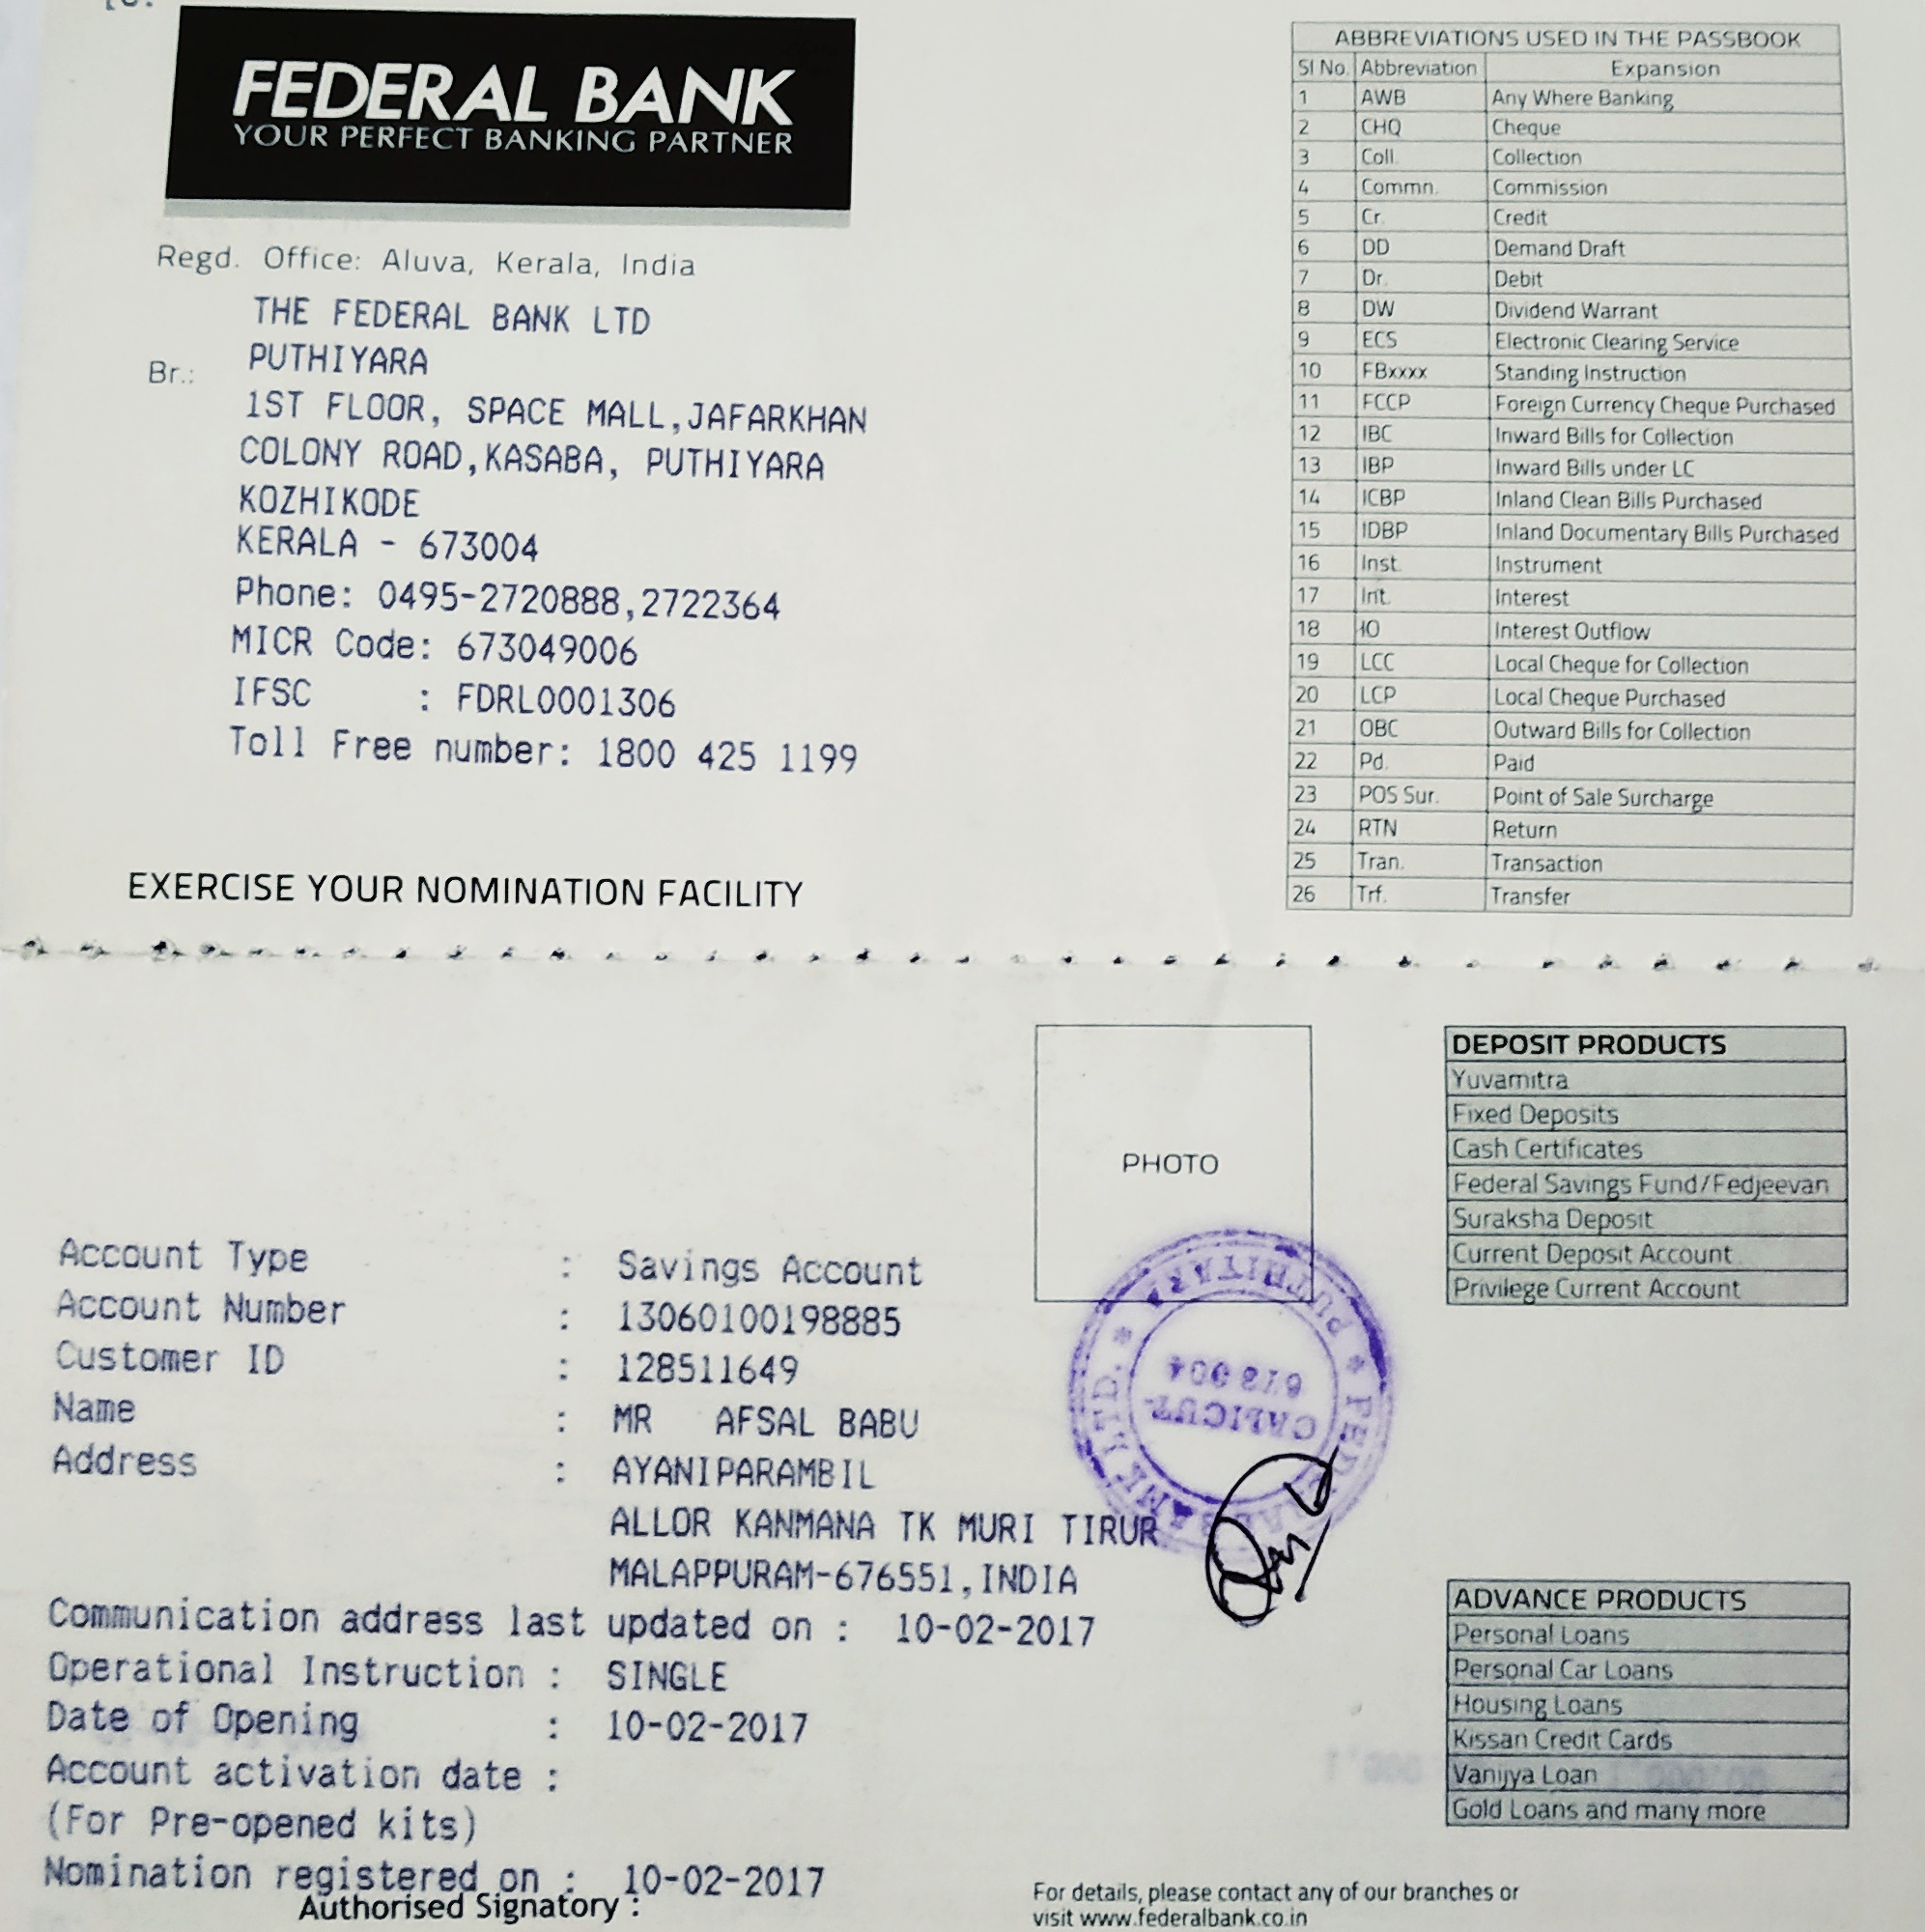 FEDERAL BANK
YOUR PERFECT BANKING PARTNER
Regd. Office: Aluva, Kerala, India
THE FEDERAL BANK LTD
Br.: PUTHIYARA
1ST FLOOR, SPACE MALL,JAFARKHAN
COLONY ROAD,KASABA, PUTHIYARA
KOZHIKODE
KERALA - 673004
Phone: 0495-2720888,2722364
MICR Code: 673049006
IFSC : FDRL0001306
Toll Free number: 1800 425 1199
EXERCISE YOUR NOMINATION FACILITY
ABBREVIATIONS USED IN THE PASSBOOK
Sl No. Abbreviation Expansion
1 AWB Any Where Banking
2 CHQ Cheque
3 Coll. Collection
4 Commn. Commission
5 Cr. Credit
6 DD Demand Draft
7 Dr. Debit
8 DW Dividend Warrant
9 ECS Electronic Clearing Service
10 FBxxxx Standing Instruction
11 FCCP Foreign Currency Cheque Purchased
12 IBC Inward Bills for Collection
13 IBP Inward Bills under LC
14 ICBP Inland Clean Bills Purchased
15 IDBP Inland Documentary Bills Purchased
16 Inst. Instrument
17 Int. Interest
18 IO Interest Outflow
19 LCC Local Cheque for Collection
20 LCP Local Cheque Purchased
21 OBC Outward Bills for Collection
22 Pd. Paid
23 POS Sur. Point of Sale Surcharge
24 RTN Return
25 Tran. Transaction
26 Trf. Transfer
PHOTO
Account Type : Savings Account
Account Number : 13060100198885
Customer ID : 128511649
Name : MR AFSAL BABU
Address : AYANIPARAMBIL
ALLOR KANMANA TK MURI TIRUR
MALAPPURAM-676551,INDIA
Communication address last updated on : 10-02-2017
Operational Instruction : SINGLE
Date of Opening : 10-02-2017
Account activation date :
(For Pre-opened kits)
Nomination registered on : 10-02-2017
Authorised Signatory :
PUTHIYARA
CALICUT-
673 004
DEPOSIT PRODUCTS
Yuvamitra
Fixed Deposits
Cash Certificates
Federal Savings Fund/Fedjeevan
Suraksha Deposit
Current Deposit Account
Privilege Current Account
ADVANCE PRODUCTS
Personal Loans
Personal Car Loans
Housing Loans
Kissan Credit Cards
Vanijya Loan
Gold Loans and many more
For details, please contact any of our branches or
visit www.federalbank.co.in